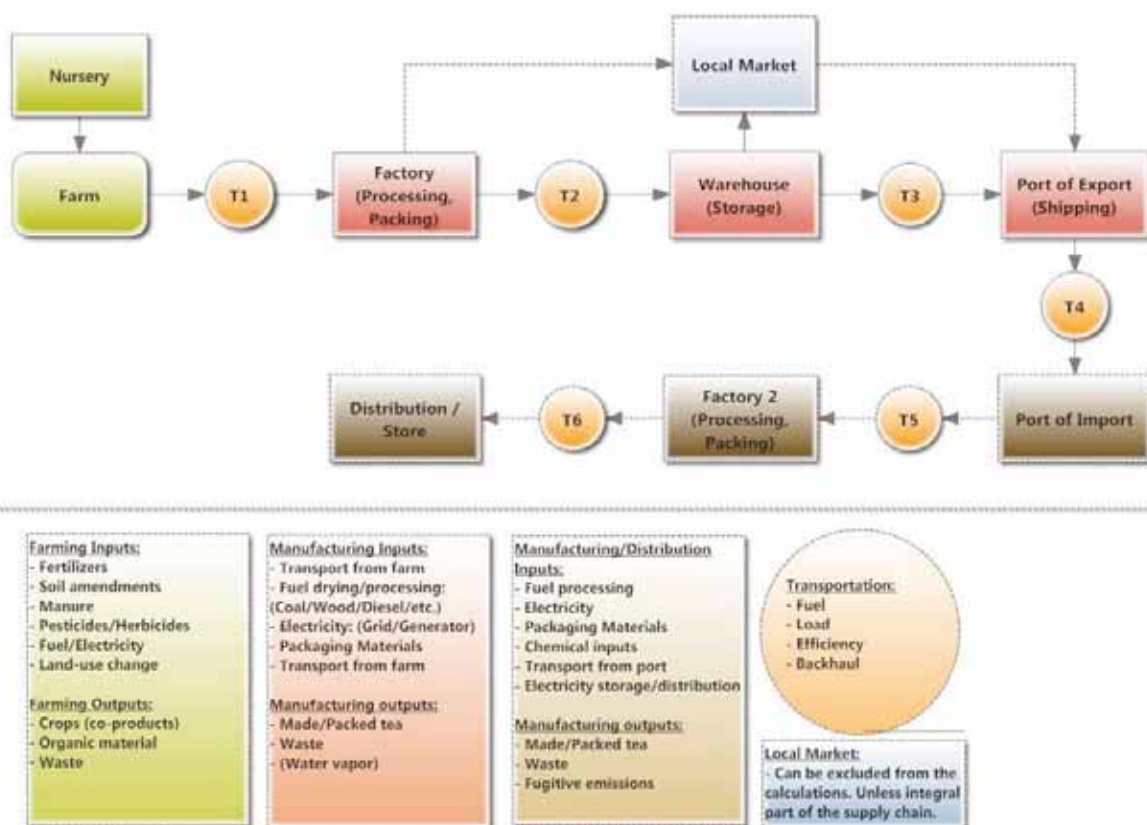 Nursery
Local Market
Farm
T1
Factory
(Processing,
Packing)
T2
Warehouse
(Storage)
T3
Port of Export
(Shipping)
T4
Distribution /
Store
T6
Factory 2
(Processing,
Packing)
T5
Port of Import
Farming Inputs:
- Fertilizers
- Soil amendments
- Manure
- Pesticides/Herbicides
- Fuel/Electricity
- Land-use change
Farming Outputs:
- Crops (co-products)
- Organic material
- Waste
Manufacturing Inputs:
- Transport from farm
- Fuel drying/processing:
(Coal/Wood/Diesel/etc.)
- Electricity: (Grid/Generator)
- Packaging Materials
- Transport from farm
Manufacturing outputs:
- Made/Packed tea
- Waste
- (Water vapor)
Manufacturing/Distribution
Inputs:
- Fuel processing
- Electricity
- Packaging Materials
- Chemical inputs
- Transport from port
- Electricity storage/distribution
Manufacturing outputs:
- Made/Packed tea
- Waste
- Fugitive emissions
Transportation:
- Fuel
- Load
- Efficiency
- Backhaul
Local Market:
- Can be excluded from the
calculations. Unless integral
part of the supply chain.